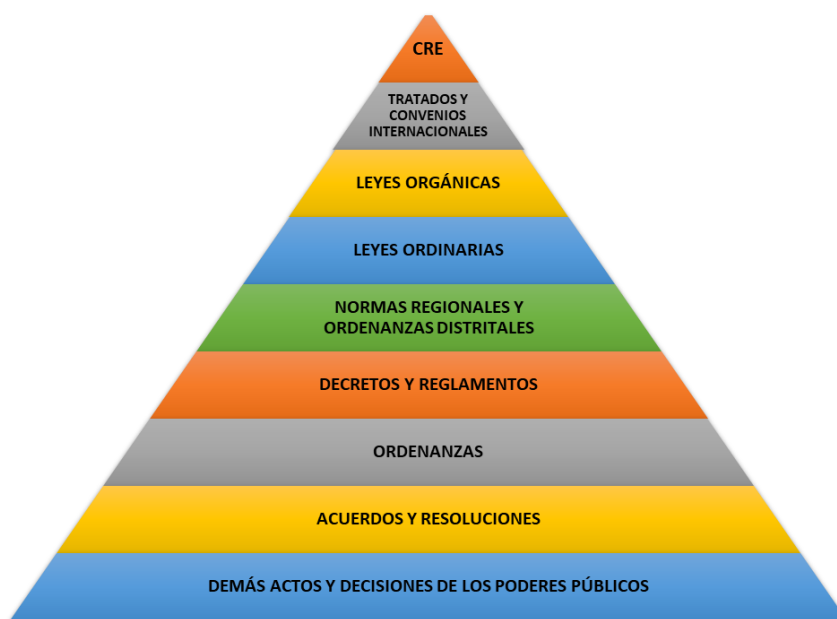 CRE
TRATADOS Y
CONVENIOS
INTERNACIONALES
LEYES ORGÁNICAS
LEYES ORDINARIAS
NORMAS REGIONALES Y
ORDENANZAS DISTRITALES
DECRETOS Y REGLAMENTOS
ORDENANZAS
ACUERDOS Y RESOLUCIONES
DEMÁS ACTOS Y DECISIONES DE LOS PODERES PÚBLICOS